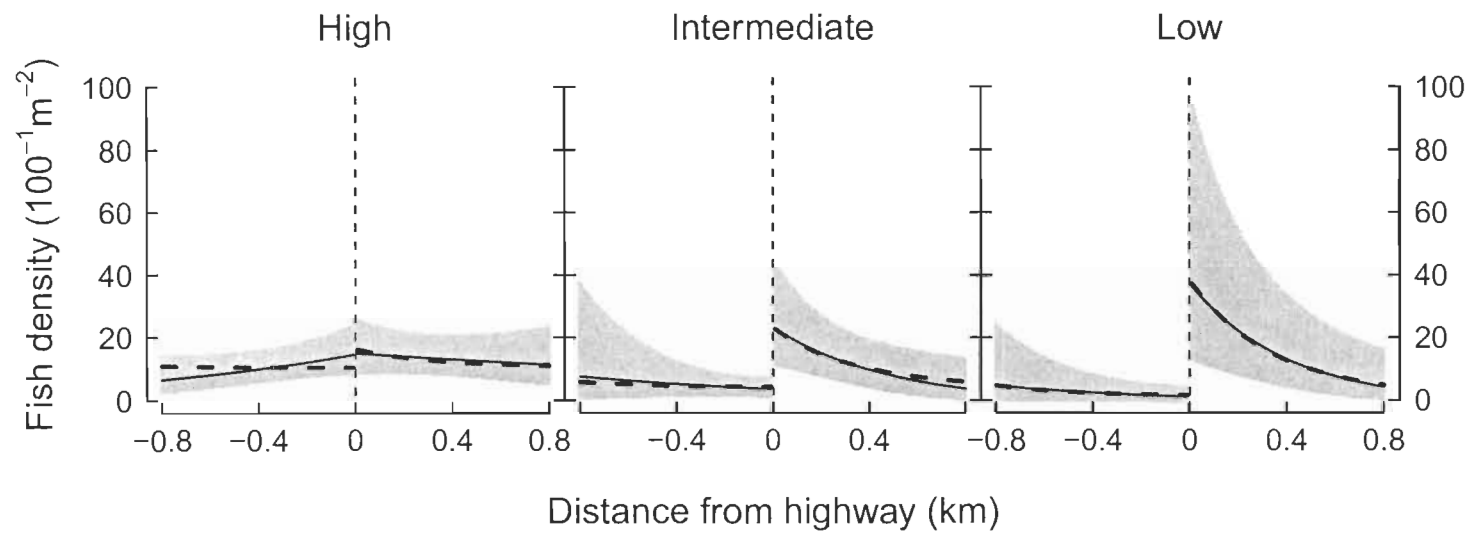 High Intermediate Low
Fish density (100⁻¹m⁻²)
100 100
80 80
60 60
40 40
20 20
0 0
−0.8 −0.4 0 0.4 0.8 −0.4 0 0.4 −0.8 −0.4 0 0.4 0.8
Distance from highway (km)